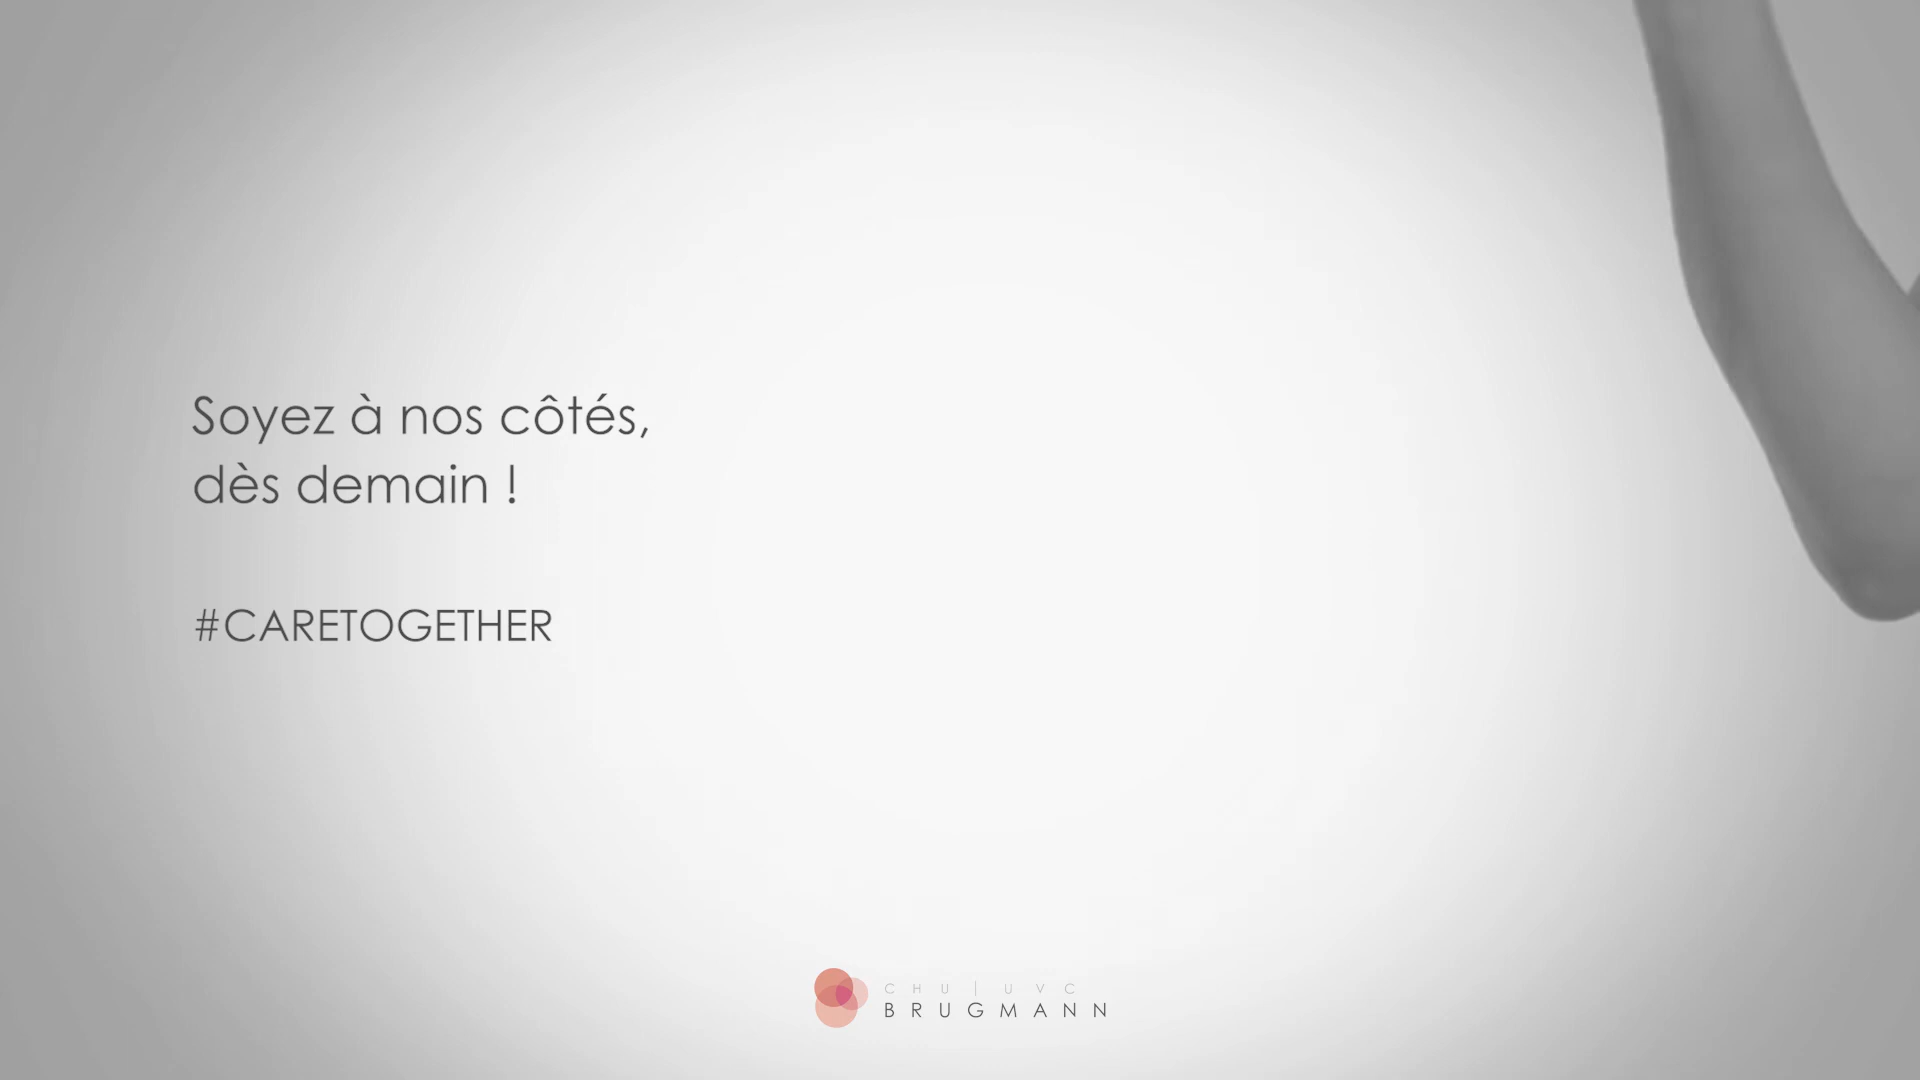 Soyez à nos côtés,
dès demain !
#CARETOGETHER
CHU | UVC
BRUGMANN